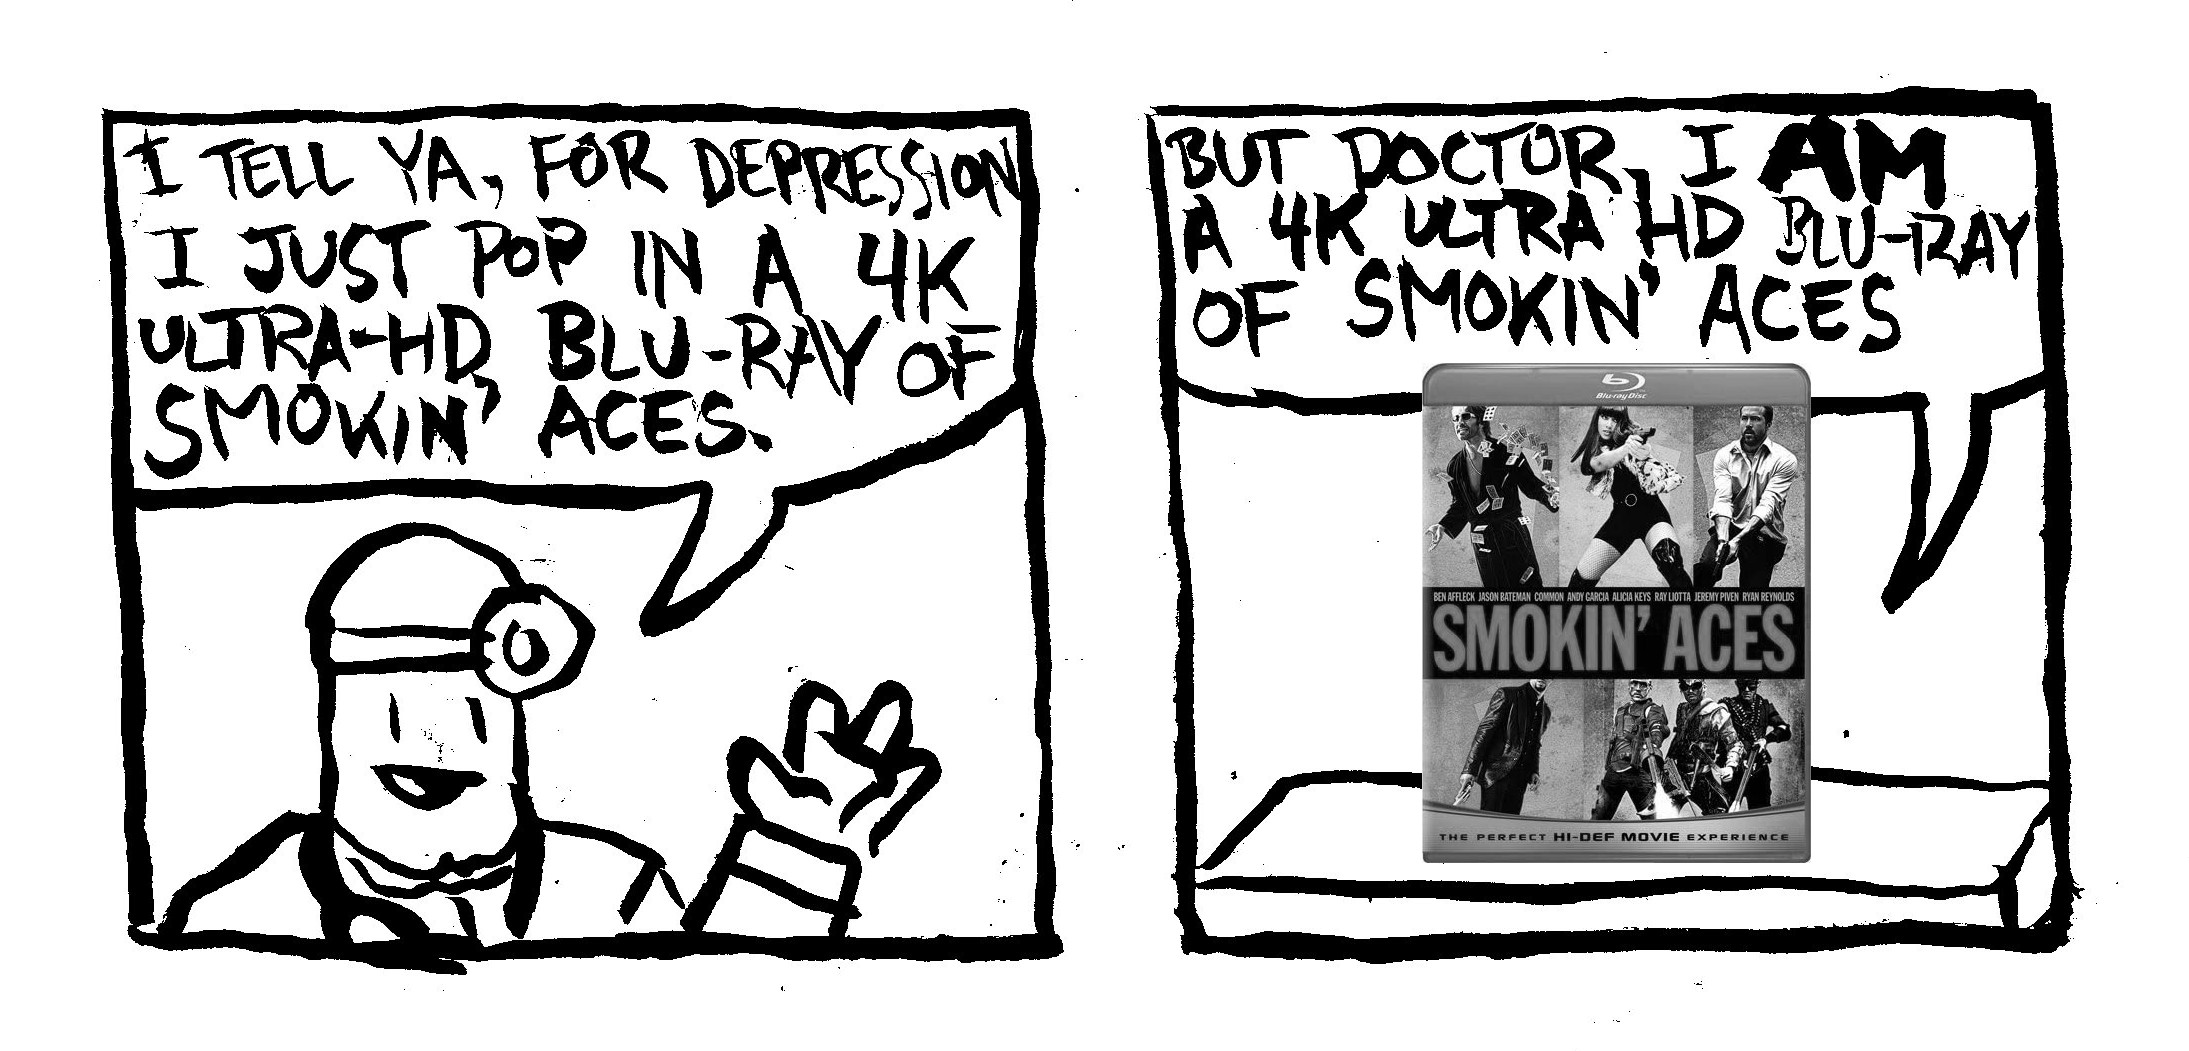 I TELL YA, FOR DEPRESSION
I JUST POP IN A 4K
ULTRA-HD BLU-RAY OF
SMOKIN' ACES.
BUT DOCTOR, I AM
A 4K ULTRA HD BLU-RAY
OF SMOKIN' ACES
Blu-ray Disc
BEN AFFLECK JASON BATEMAN COMMON ANDY GARCIA ALICIA KEYS RAY LIOTTA JEREMY PIVEN RYAN REYNOLDS
SMOKIN' ACES
THE PERFECT HI-DEF MOVIE EXPERIENCE